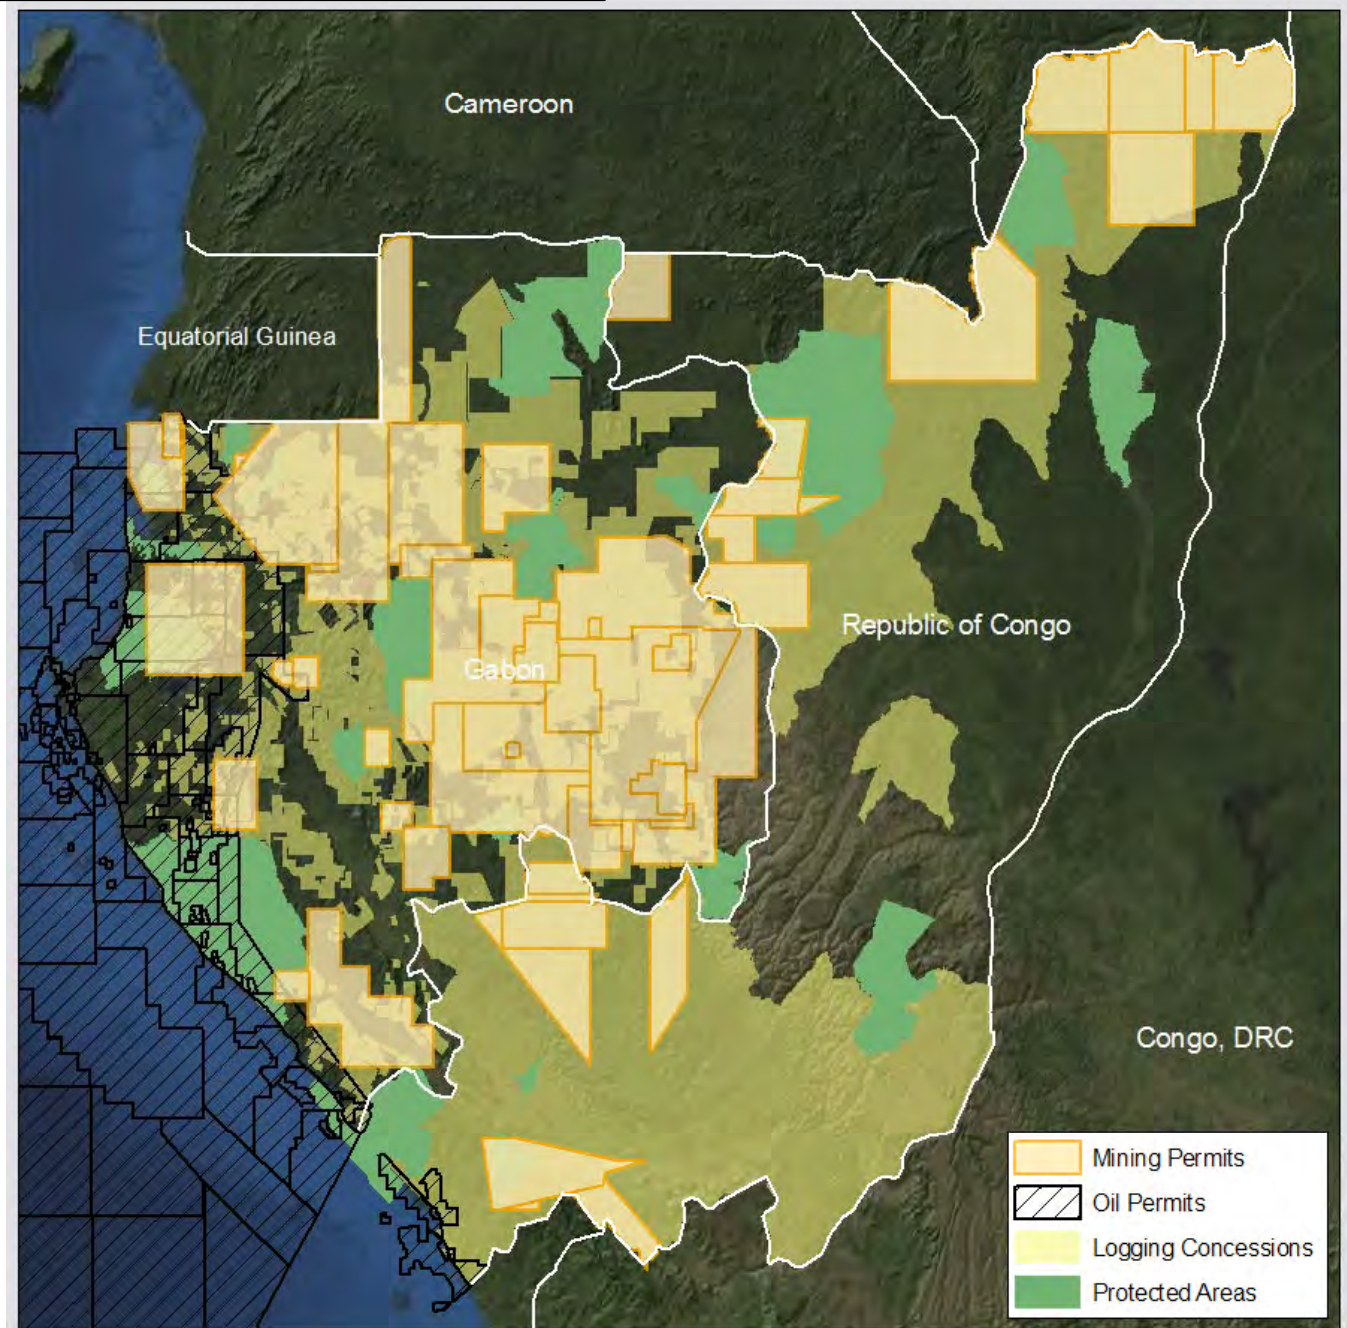 Cameroon
Equatorial Guinea
Republic of Congo
Gabon
Congo, DRC
Mining Permits
Oil Permits
Logging Concessions
Protected Areas